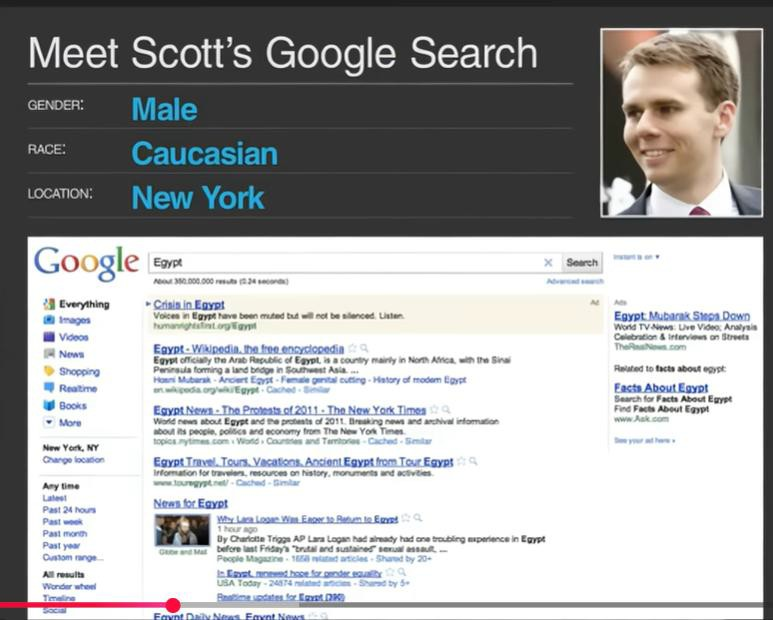 Meet Scott's Google Search
GENDER: Male
RACE: Caucasian
LOCATION: New York
Google
Egypt
Search
Instant is on ▼
About 350,000,000 results (0.24 seconds)
Advanced search
Everything
Images
Videos
News
Shopping
Realtime
Books
More
New York, NY
Change location
Any time
Latest
Past 24 hours
Past week
Past month
Past year
Custom range...
All results
Wonder wheel
Timeline
Social
Crisis in Egypt
Ad
Voices in Egypt have been muted but will not be silenced. Listen.
humanrightsfirst.org/Egypt
Egypt - Wikipedia, the free encyclopedia
Egypt officially the Arab Republic of Egypt, is a country mainly in North Africa, with the Sinai
Peninsula forming a land bridge in Southwest Asia. ...
Hosni Mubarak - Ancient Egypt - Female genital cutting - History of modern Egypt
en.wikipedia.org/wiki/Egypt - Cached - Similar
Egypt News - The Protests of 2011 - The New York Times
World news about Egypt and the protests of 2011. Breaking news and archival information
about its people, politics and economy from The New York Times.
topics.nytimes.com › World › Countries and Territories - Cached - Similar
Egypt Travel, Tours, Vacations, Ancient Egypt from Tour Egypt
Information for travelers, resources on history, monuments and activities.
www.touregypt.net/ - Cached - Similar
News for Egypt
Globe and Mail
Why Lara Logan Was Eager to Return to Egypt
1 hour ago
By Charlotte Triggs AP Lara Logan had already had one troubling experience in Egypt
before last Friday's "brutal and sustained" sexual assault, ...
People Magazine - 1658 related articles - Shared by 20+
In Egypt, renewed hope for gender equality
USA Today - 24874 related articles - Shared by 5+
Realtime updates for Egypt (390)
Egypt Daily News, Egypt News
Ads
Egypt: Mubarak Steps Down
World TV-News: Live Video; Analysis
Celebration & Interviews on Streets
TheRealNews.com
Related to facts about egypt:
Facts About Egypt
Search for Facts About Egypt
Find Facts About Egypt
www.Ask.com
See your ad here »